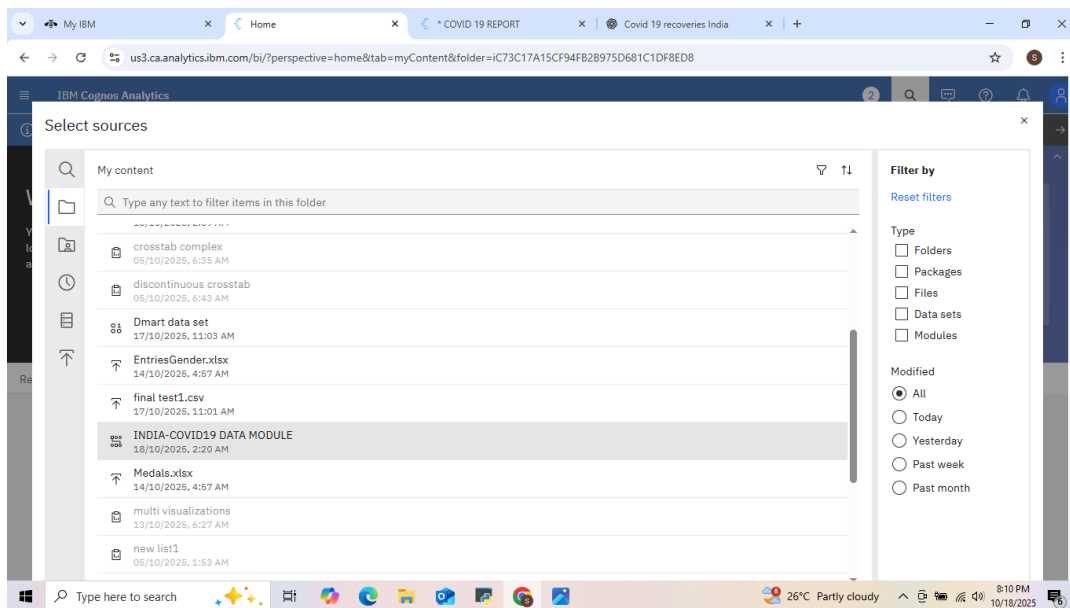 My IBM
Home
* COVID 19 REPORT
Covid 19 recoveries India
us3.ca.analytics.ibm.com/bi/?perspective=home&tab=myContent&folder=iC73C17A15CF94FB2B975D681C1DF8ED8
S
IBM Cognos Analytics
2
Select sources
My content
Type any text to filter items in this folder
crosstab complex
05/10/2025, 6:35 AM
discontinuous crosstab
05/10/2025, 6:43 AM
Dmart data set
17/10/2025, 11:03 AM
EntriesGender.xlsx
14/10/2025, 4:57 AM
final test1.csv
17/10/2025, 11:01 AM
INDIA-COVID19 DATA MODULE
18/10/2025, 2:20 AM
Medals.xlsx
14/10/2025, 4:57 AM
multi visualizations
13/10/2025, 6:27 AM
new list1
05/10/2025, 1:53 AM
Filter by
Reset filters
Type
Folders
Packages
Files
Data sets
Modules
Modified
All
Today
Yesterday
Past week
Past month
Re
Type here to search
26°C Partly cloudy
8:10 PM
10/18/2025
6